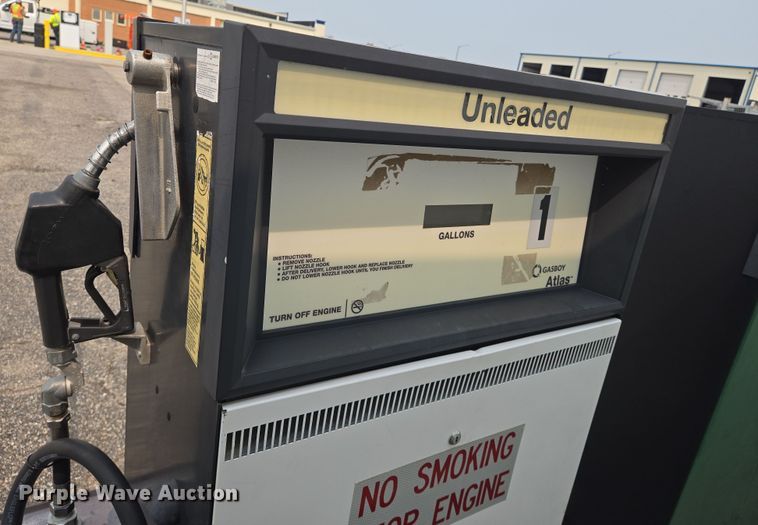 Unleaded
1
GALLONS
INSTRUCTIONS:
• REMOVE NOZZLE
• LIFT NOZZLE HOOK
• AFTER DELIVERY, LOWER HOOK AND REPLACE NOZZLE
• DO NOT LOWER NOZZLE HOOK UNTIL YOU FINISH DELIVERY
GASBOY
Atlas™
TURN OFF ENGINE
NO SMOKING
ENGINE
Purple Wave Auction